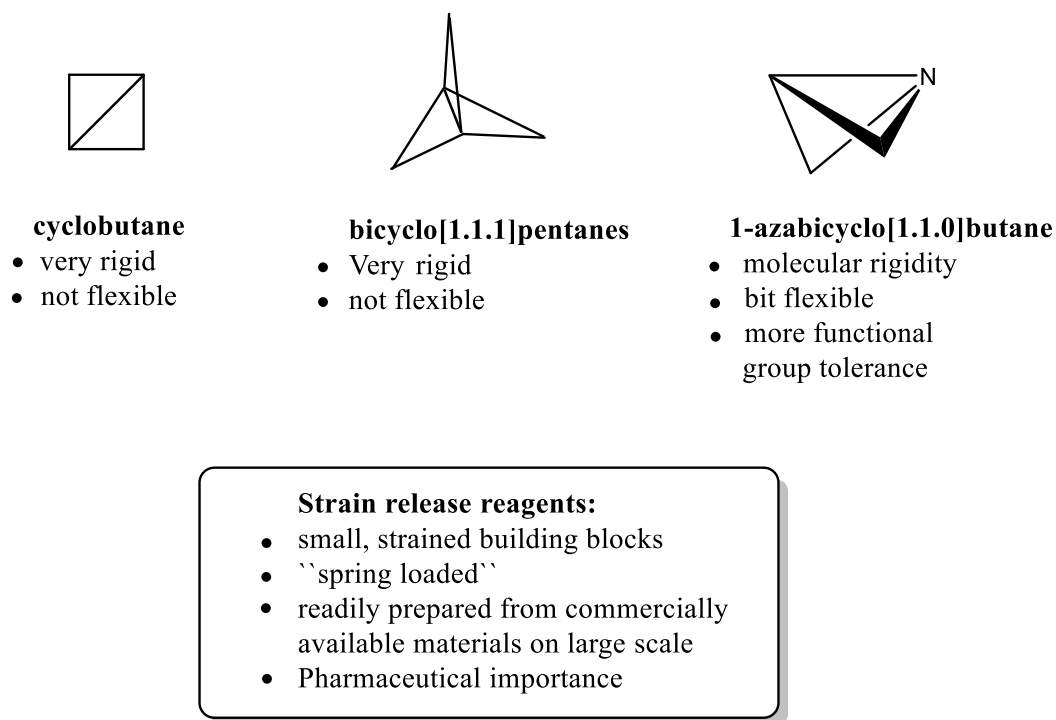 N
cyclobutane
• very rigid
• not flexible
bicyclo[1.1.1]pentanes
• Very rigid
• not flexible
1-azabicyclo[1.1.0]butane
• molecular rigidity
• bit flexible
• more functional
group tolerance
Strain release reagents:
• small, strained building blocks
• ``spring loaded``
• readily prepared from commercially
available materials on large scale
• Pharmaceutical importance